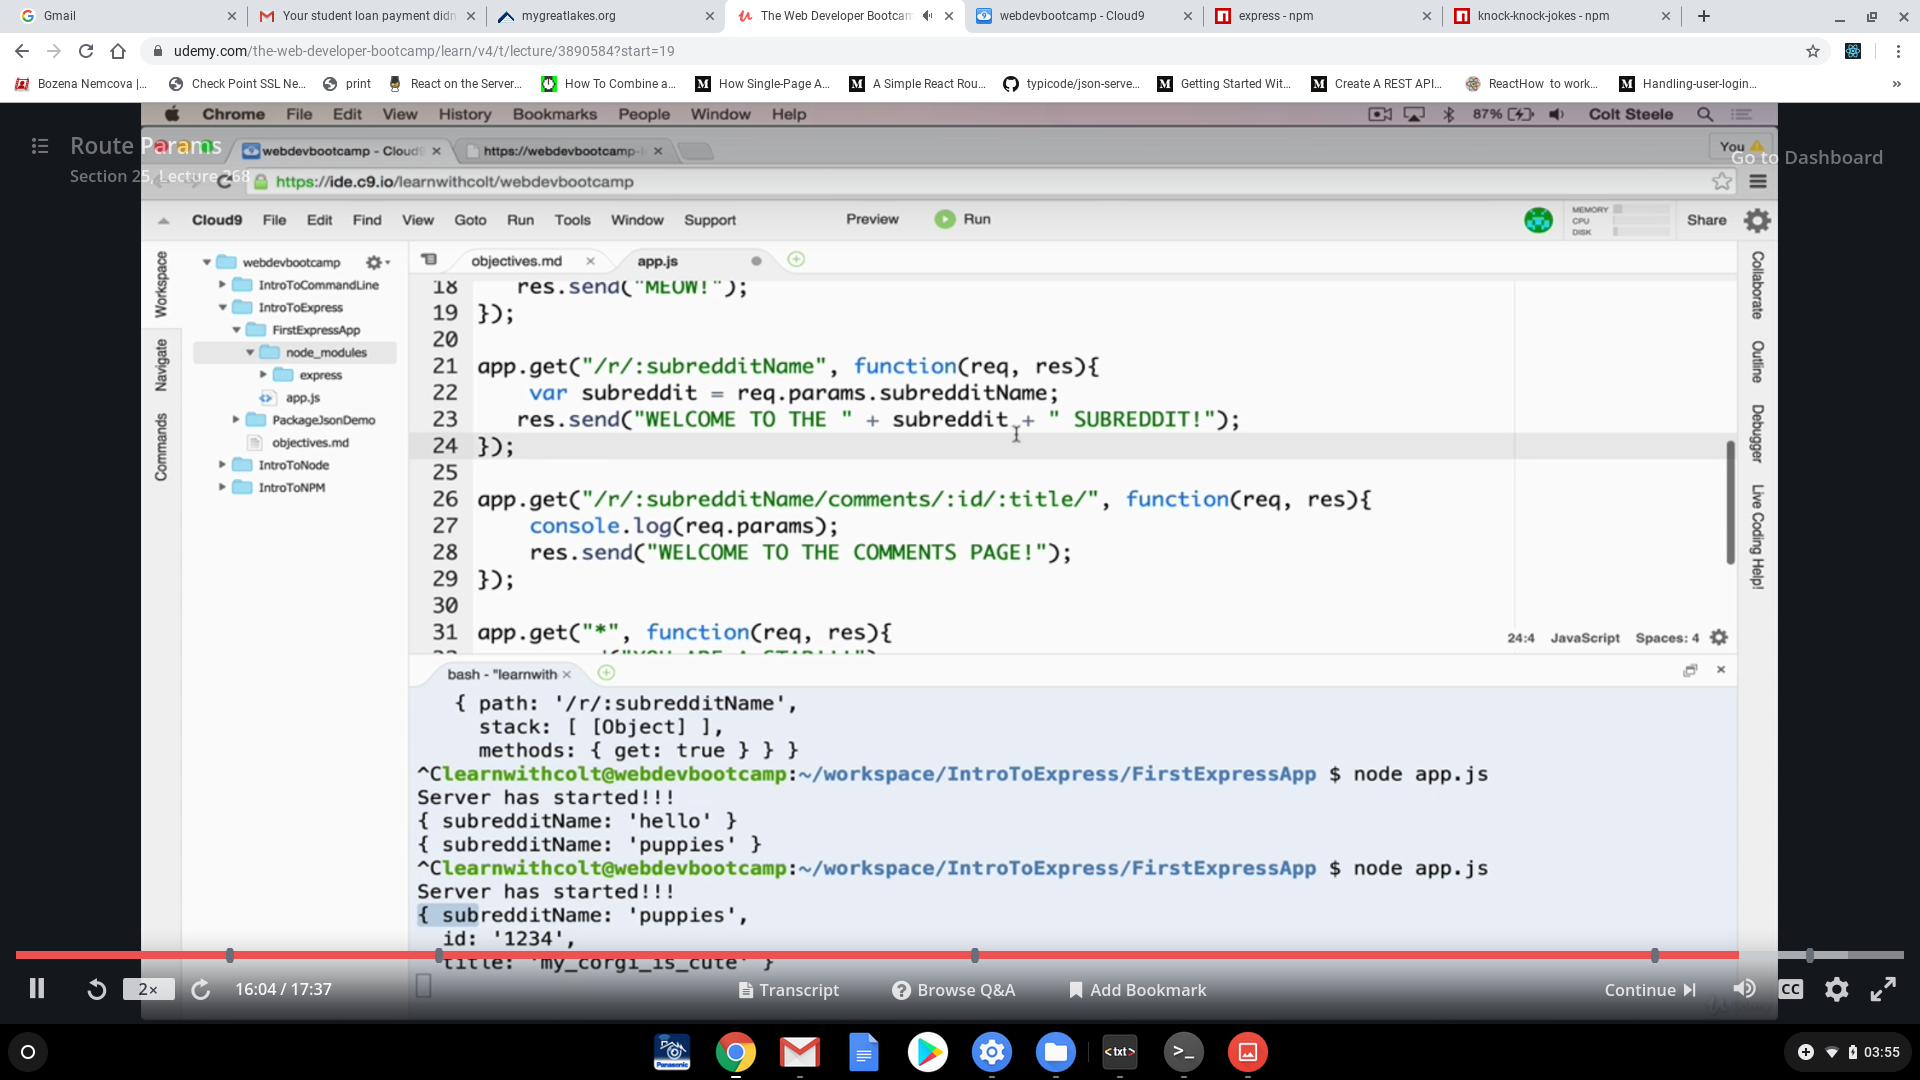 Gmail
Your student loan payment didn
mygreatlakes.org
The Web Developer Bootcam
webdevbootcamp - Cloud9
express - npm
knock-knock-jokes - npm
udemy.com/the-web-developer-bootcamp/learn/v4/t/lecture/3890584?start=19
Bozena Nemcova |...
Check Point SSL Ne...
print
React on the Server...
How To Combine a...
How Single-Page A...
A Simple React Rou...
typicode/json-serve...
Getting Started Wit...
Create A REST API...
ReactHow to work...
Handling-user-login...
»
Chrome File Edit View History Bookmarks People Window Help
87%
Colt Steele
Route Params
Section 25, Lecture 268
webdevbootcamp - Cloud9
https://webdevbootcamp-
You
Go to Dashboard
https://ide.c9.io/learnwithcolt/webdevbootcamp
Cloud9 File Edit Find View Goto Run Tools Window Support
Preview
Run
MEMORY
CPU
DISK
Share
Workspace
Navigate
Commands
webdevbootcamp
IntroToCommandLine
IntroToExpress
FirstExpressApp
node_modules
express
app.js
PackageJsonDemo
objectives.md
IntroToNode
IntroToNPM
objectives.md
app.js
18 res.send("MEOW!");
19 });
20
21 app.get("/r/:subredditName", function(req, res){
22 var subreddit = req.params.subredditName;
23 res.send("WELCOME TO THE " + subreddit + " SUBREDDIT!");
24 });
25
26 app.get("/r/:subredditName/comments/:id/:title/", function(req, res){
27 console.log(req.params);
28 res.send("WELCOME TO THE COMMENTS PAGE!");
29 });
30
31 app.get("*", function(req, res){
24:4 JavaScript Spaces: 4
Collaborate
Outline
Debugger
Live Coding Help!
bash - "learnwith
{ path: '/r/:subredditName',
stack: [ [Object] ],
methods: { get: true } } }
^Clearnwithcolt@webdevbootcamp:~/workspace/IntroToExpress/FirstExpressApp $ node app.js
Server has started!!!
{ subredditName: 'hello' }
{ subredditName: 'puppies' }
^Clearnwithcolt@webdevbootcamp:~/workspace/IntroToExpress/FirstExpressApp $ node app.js
Server has started!!!
{ subredditName: 'puppies',
id: '1234',
title: 'my_corgi_is_cute' }
2x
16:04 / 17:37
Transcript
Browse Q&A
Add Bookmark
Continue
CC
Panasonic
<txt>
>_
03:55